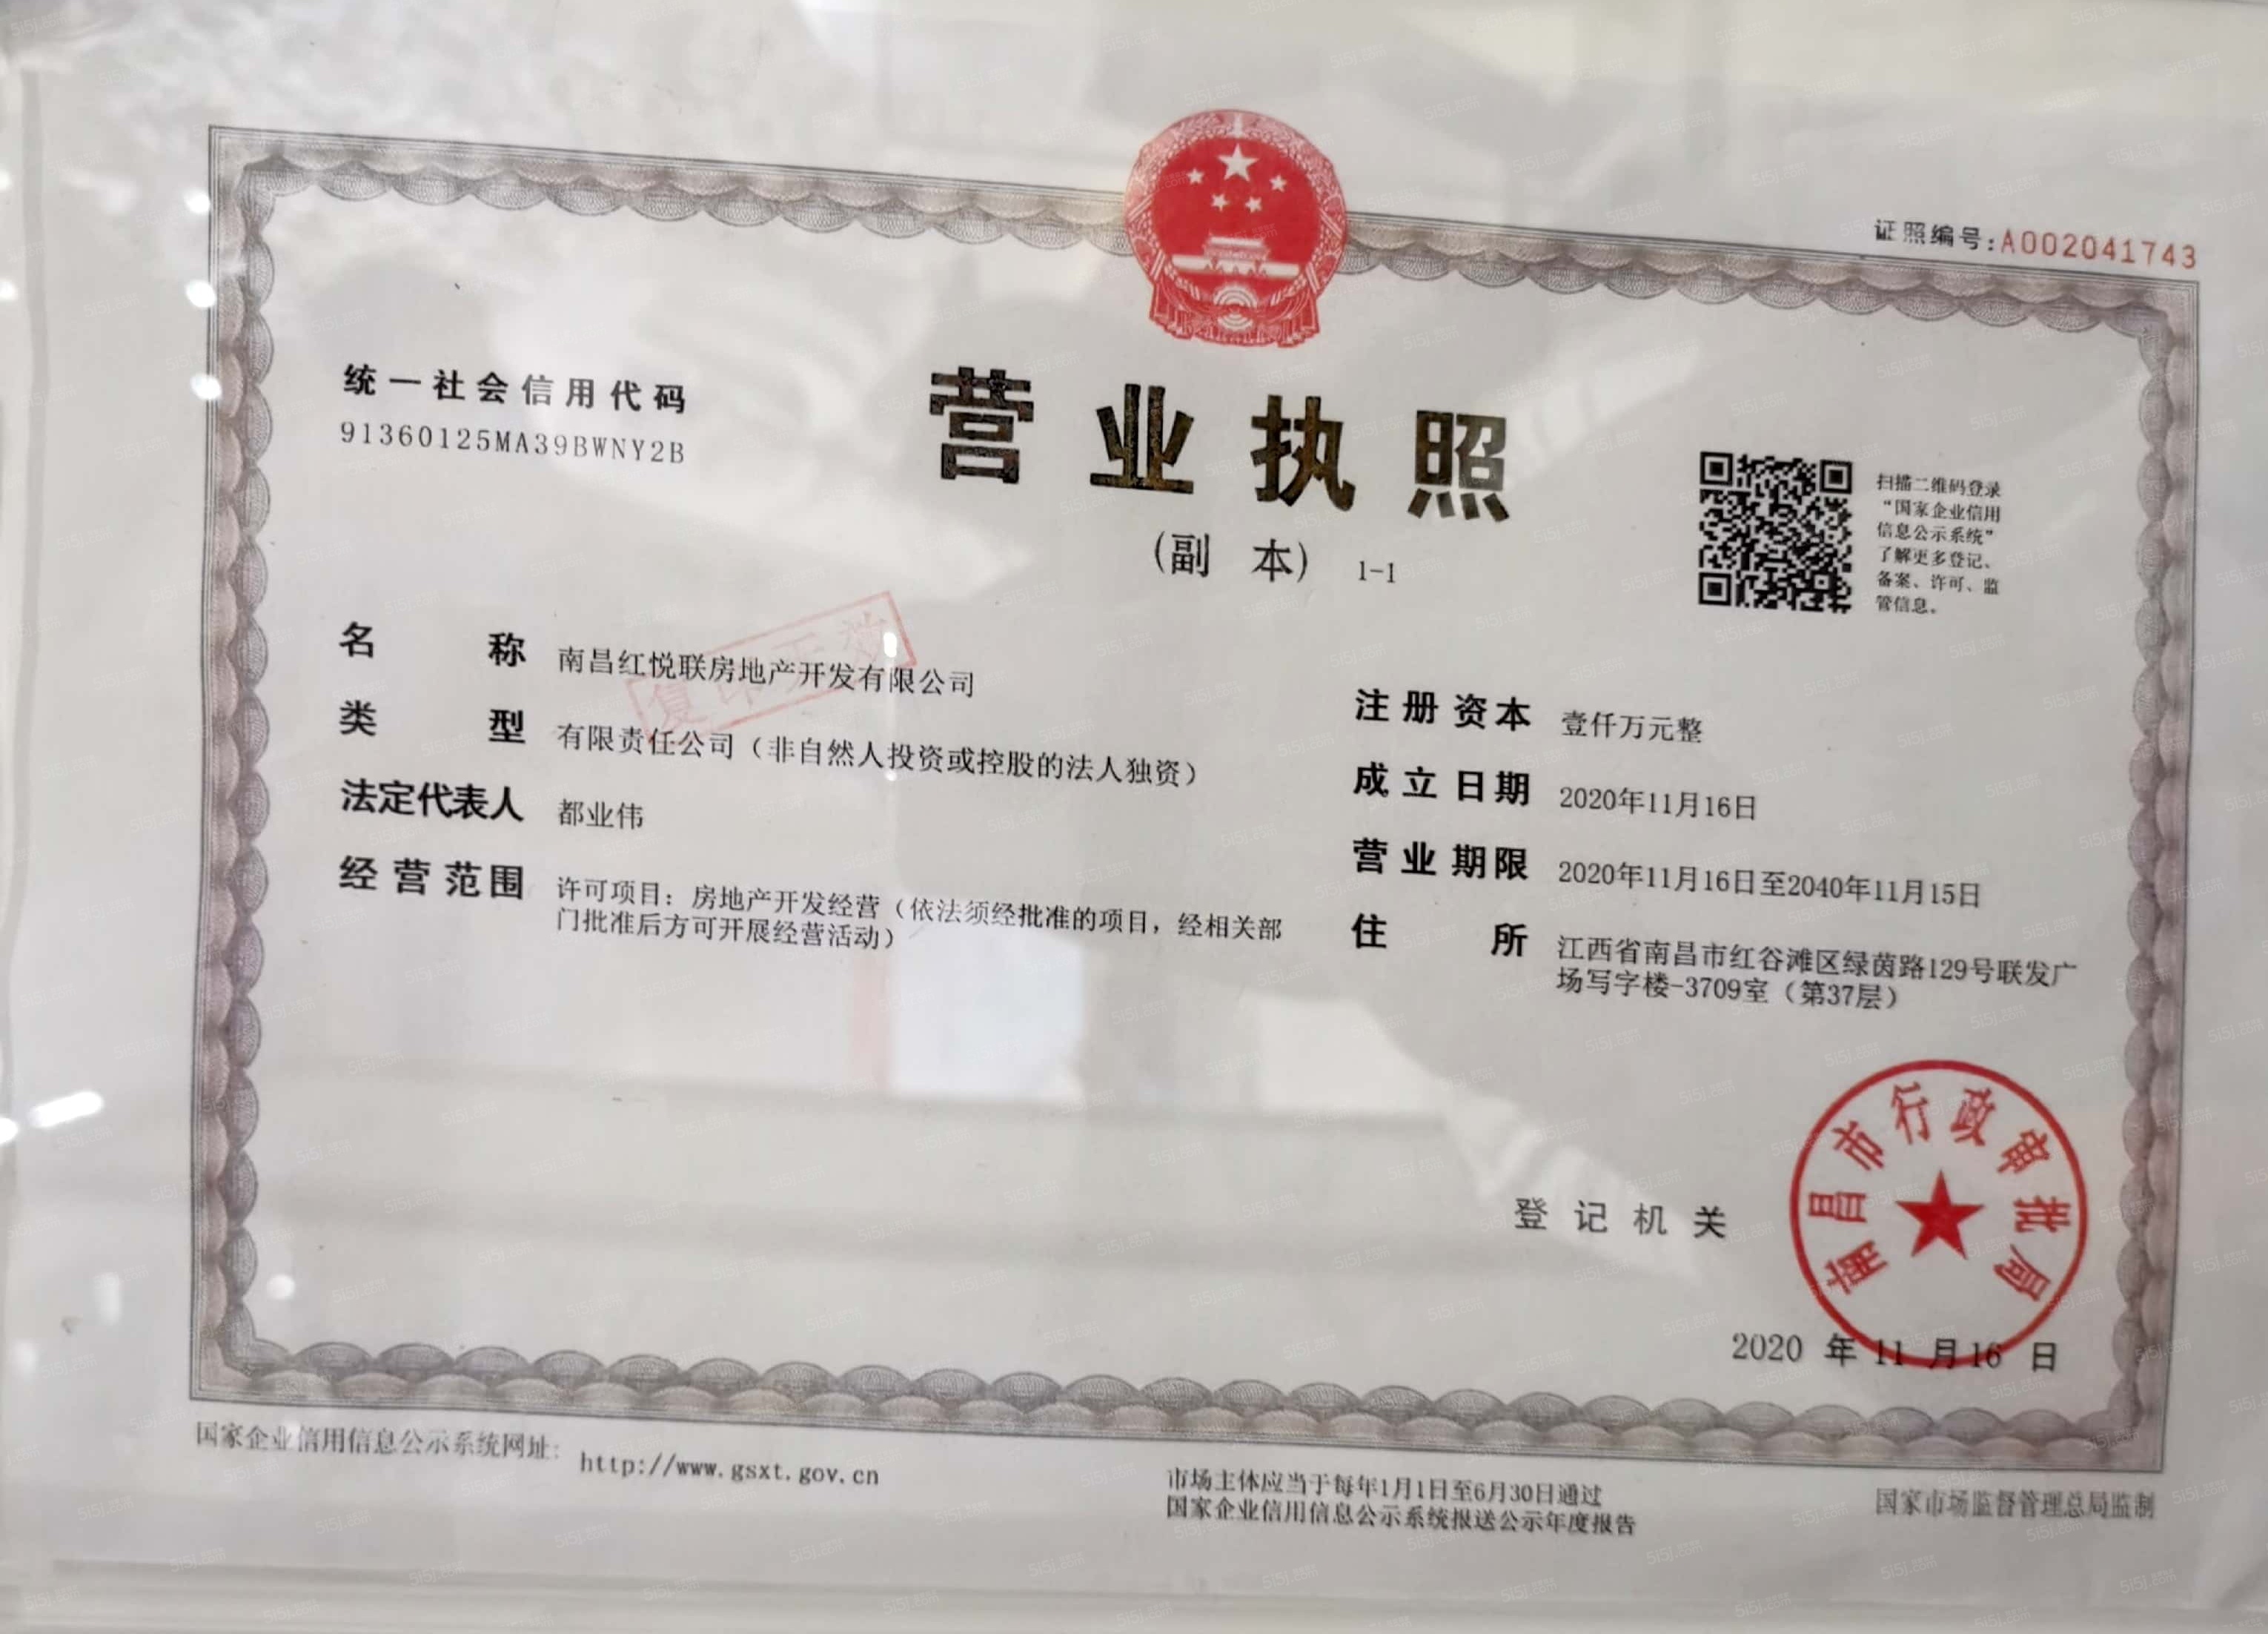 证照编号:A002041743
统一社会信用代码
91360125MA39BWNY2B
营业执照
(副本) 1-1
扫描二维码登录
“国家企业信用
信息公示系统”
了解更多登记、
备案、许可、监
管信息。
复印无效
名称 南昌红悦联房地产开发有限公司
类型 有限责任公司（非自然人投资或控股的法人独资）
法定代表人 都业伟
经营范围 许可项目：房地产开发经营（依法须经批准的项目，经相关部
门批准后方可开展经营活动）
注册资本 壹仟万元整
成立日期 2020年11月16日
营业期限 2020年11月16日至2040年11月15日
住所 江西省南昌市红谷滩区绿茵路129号联发广
场写字楼-3709室（第37层）
登记机关
南昌市行政审批局
2020 年 11 月 16 日
国家企业信用信息公示系统网址: http://www.gsxt.gov.cn
市场主体应当于每年1月1日至6月30日通过
国家企业信用信息公示系统报送公示年度报告
国家市场监督管理总局监制